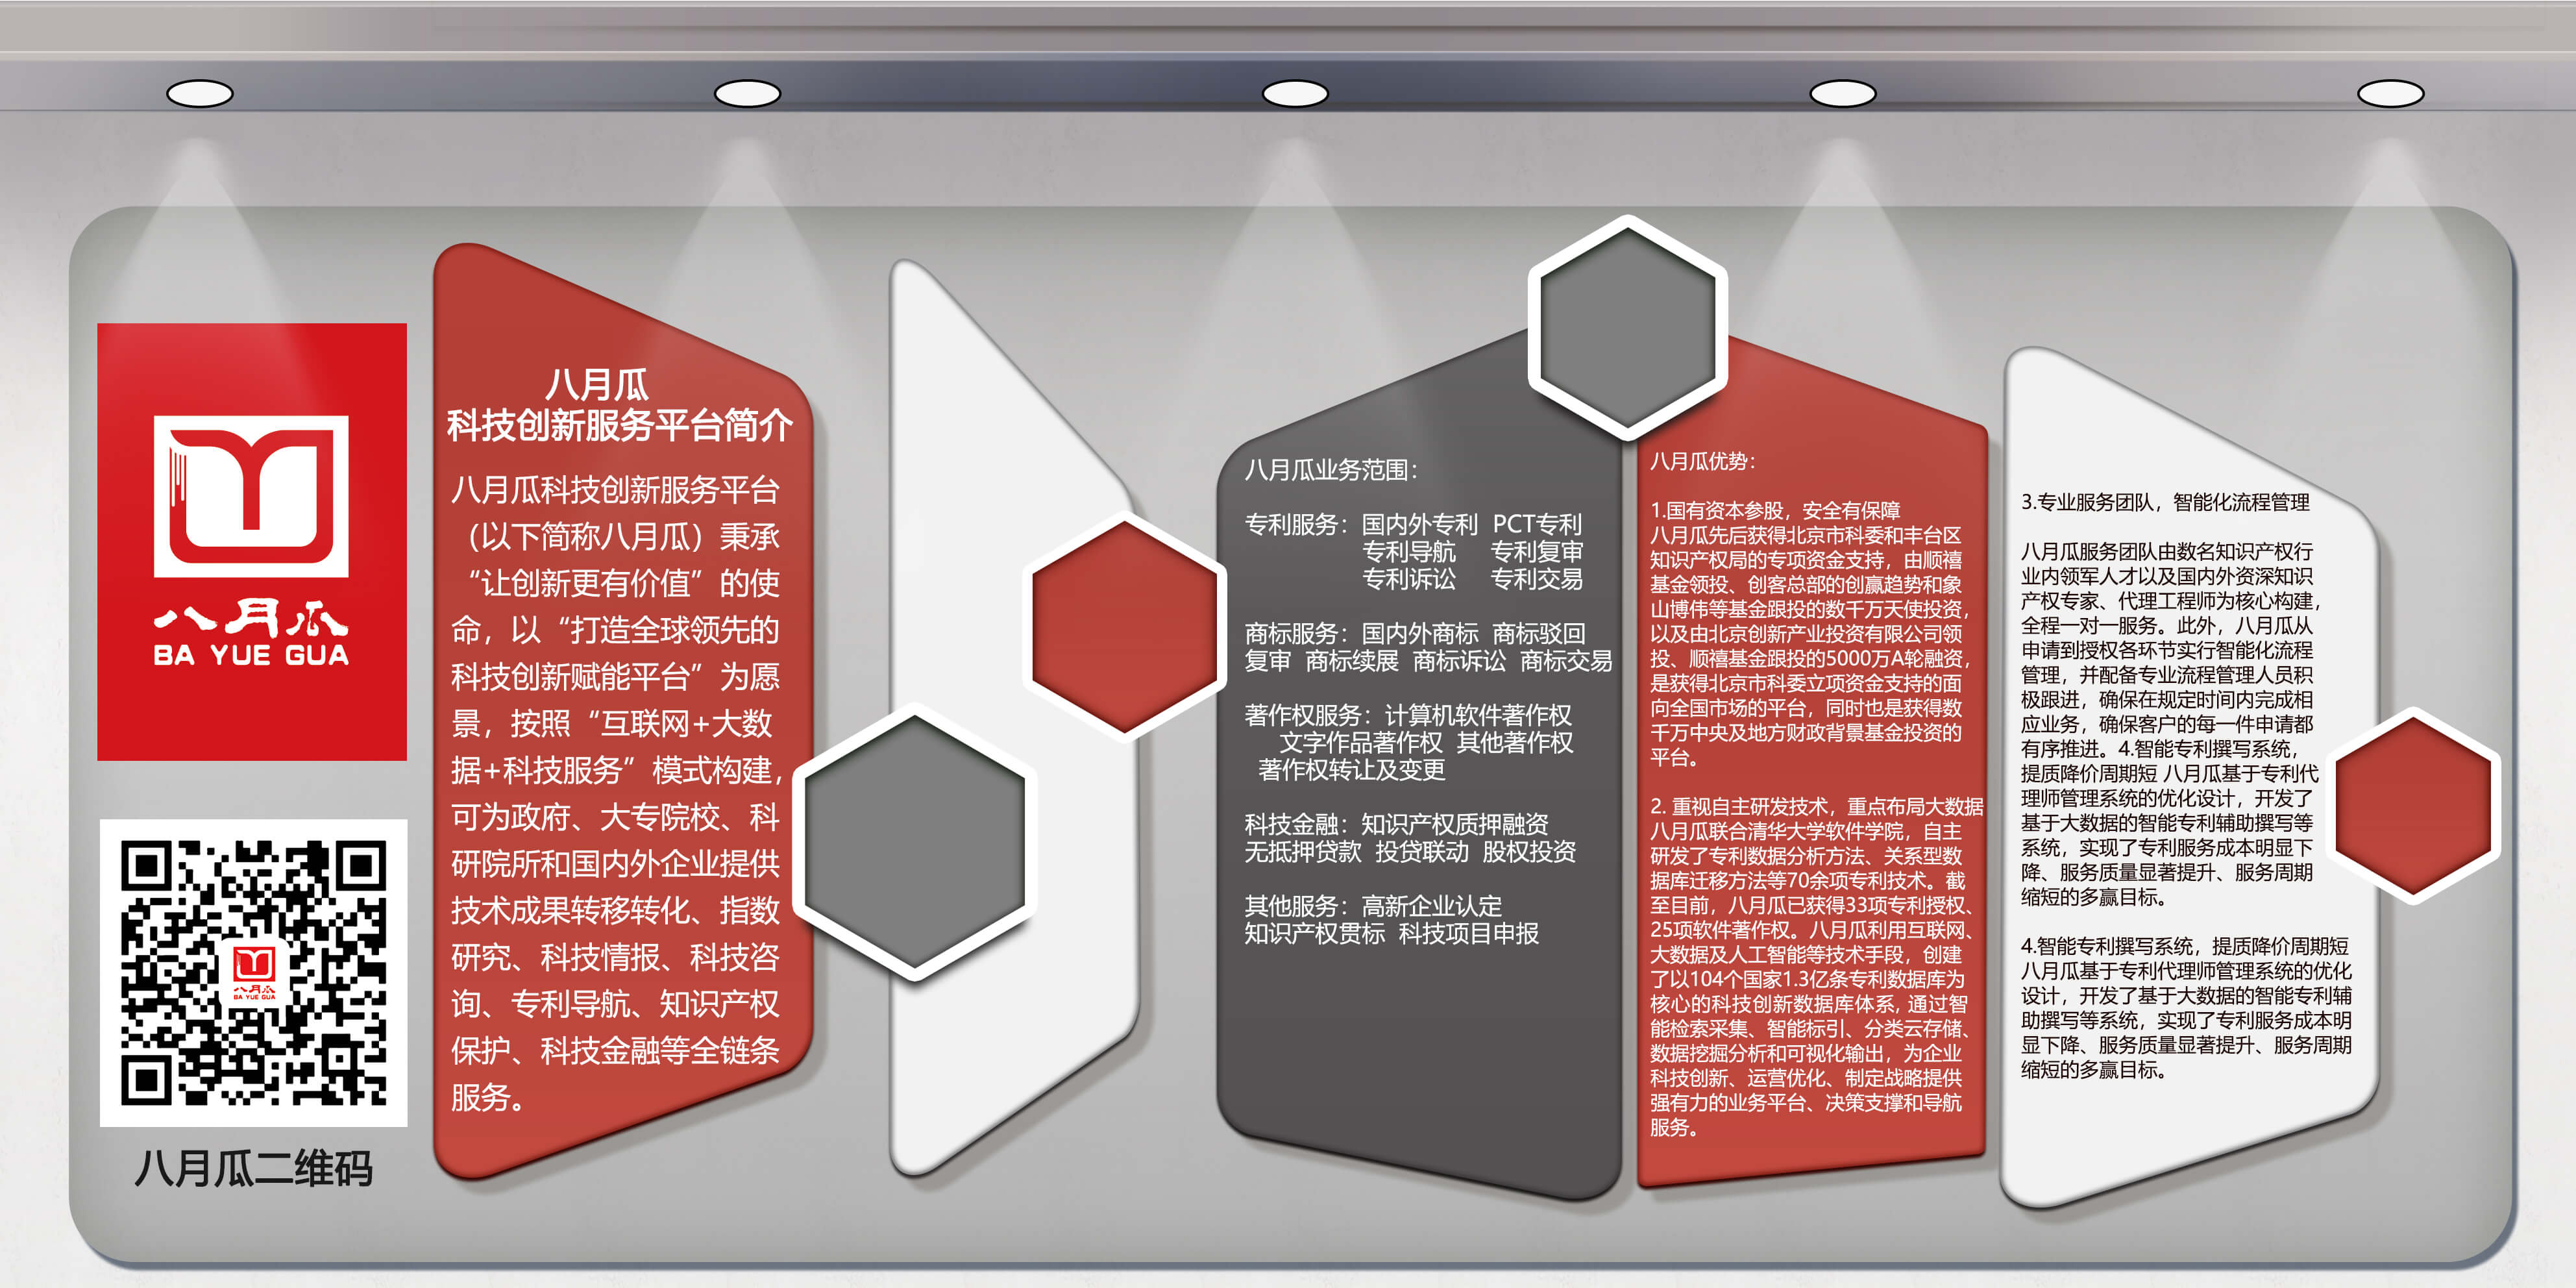 八月瓜
BA YUE GUA
八月瓜
BA YUE GUA
八月瓜二维码
八月瓜
科技创新服务平台简介
八月瓜科技创新服务平台
（以下简称八月瓜）秉承
“让创新更有价值”的使
命，以“打造全球领先的
科技创新赋能平台”为愿
景，按照“互联网+大数
据+科技服务”模式构建，
可为政府、大专院校、科
研院所和国内外企业提供
技术成果转移转化、指数
研究、科技情报、科技咨
询、专利导航、知识产权
保护、科技金融等全链条
服务。
八月瓜业务范围：
专利服务：国内外专利 PCT专利
专利导航 专利复审
专利诉讼 专利交易
商标服务：国内外商标 商标驳回
复审 商标续展 商标诉讼 商标交易
著作权服务：计算机软件著作权
文字作品著作权 其他著作权
著作权转让及变更
科技金融：知识产权质押融资
无抵押贷款 投贷联动 股权投资
其他服务：高新企业认定
知识产权贯标 科技项目申报
八月瓜优势：
1.国有资本参股，安全有保障
八月瓜先后获得北京市科委和丰台区
知识产权局的专项资金支持，由顺禧
基金领投、创客总部的创赢趋势和象
山博伟等基金跟投的数千万天使投资，
以及由北京创新产业投资有限公司领
投、顺禧基金跟投的5000万A轮融资，
是获得北京市科委立项资金支持的面
向全国市场的平台，同时也是获得数
千万中央及地方财政背景基金投资的
平台。
2. 重视自主研发技术，重点布局大数据
八月瓜联合清华大学软件学院，自主
研发了专利数据分析方法、关系型数
据库迁移方法等70余项专利技术。截
至目前，八月瓜已获得33项专利授权、
25项软件著作权。八月瓜利用互联网、
大数据及人工智能等技术手段，创建
了以104个国家1.3亿条专利数据库为
核心的科技创新数据库体系，通过智
能检索采集、智能标引、分类云存储、
数据挖掘分析和可视化输出，为企业
科技创新、运营优化、制定战略提供
强有力的业务平台、决策支撑和导航
服务。
3.专业服务团队，智能化流程管理
八月瓜服务团队由数名知识产权行
业内领军人才以及国内外资深知识
产权专家、代理工程师为核心构建，
全程一对一服务。此外，八月瓜从
申请到授权各环节实行智能化流程
管理，并配备专业流程管理人员积
极跟进，确保在规定时间内完成相
应业务，确保客户的每一件申请都
有序推进。4.智能专利撰写系统，
提质降价周期短 八月瓜基于专利代
理师管理系统的优化设计，开发了
基于大数据的智能专利辅助撰写等
系统，实现了专利服务成本明显下
降、服务质量显著提升、服务周期
缩短的多赢目标。
4.智能专利撰写系统，提质降价周期短
八月瓜基于专利代理师管理系统的优化
设计，开发了基于大数据的智能专利辅
助撰写等系统，实现了专利服务成本明
显下降、服务质量显著提升、服务周期
缩短的多赢目标。